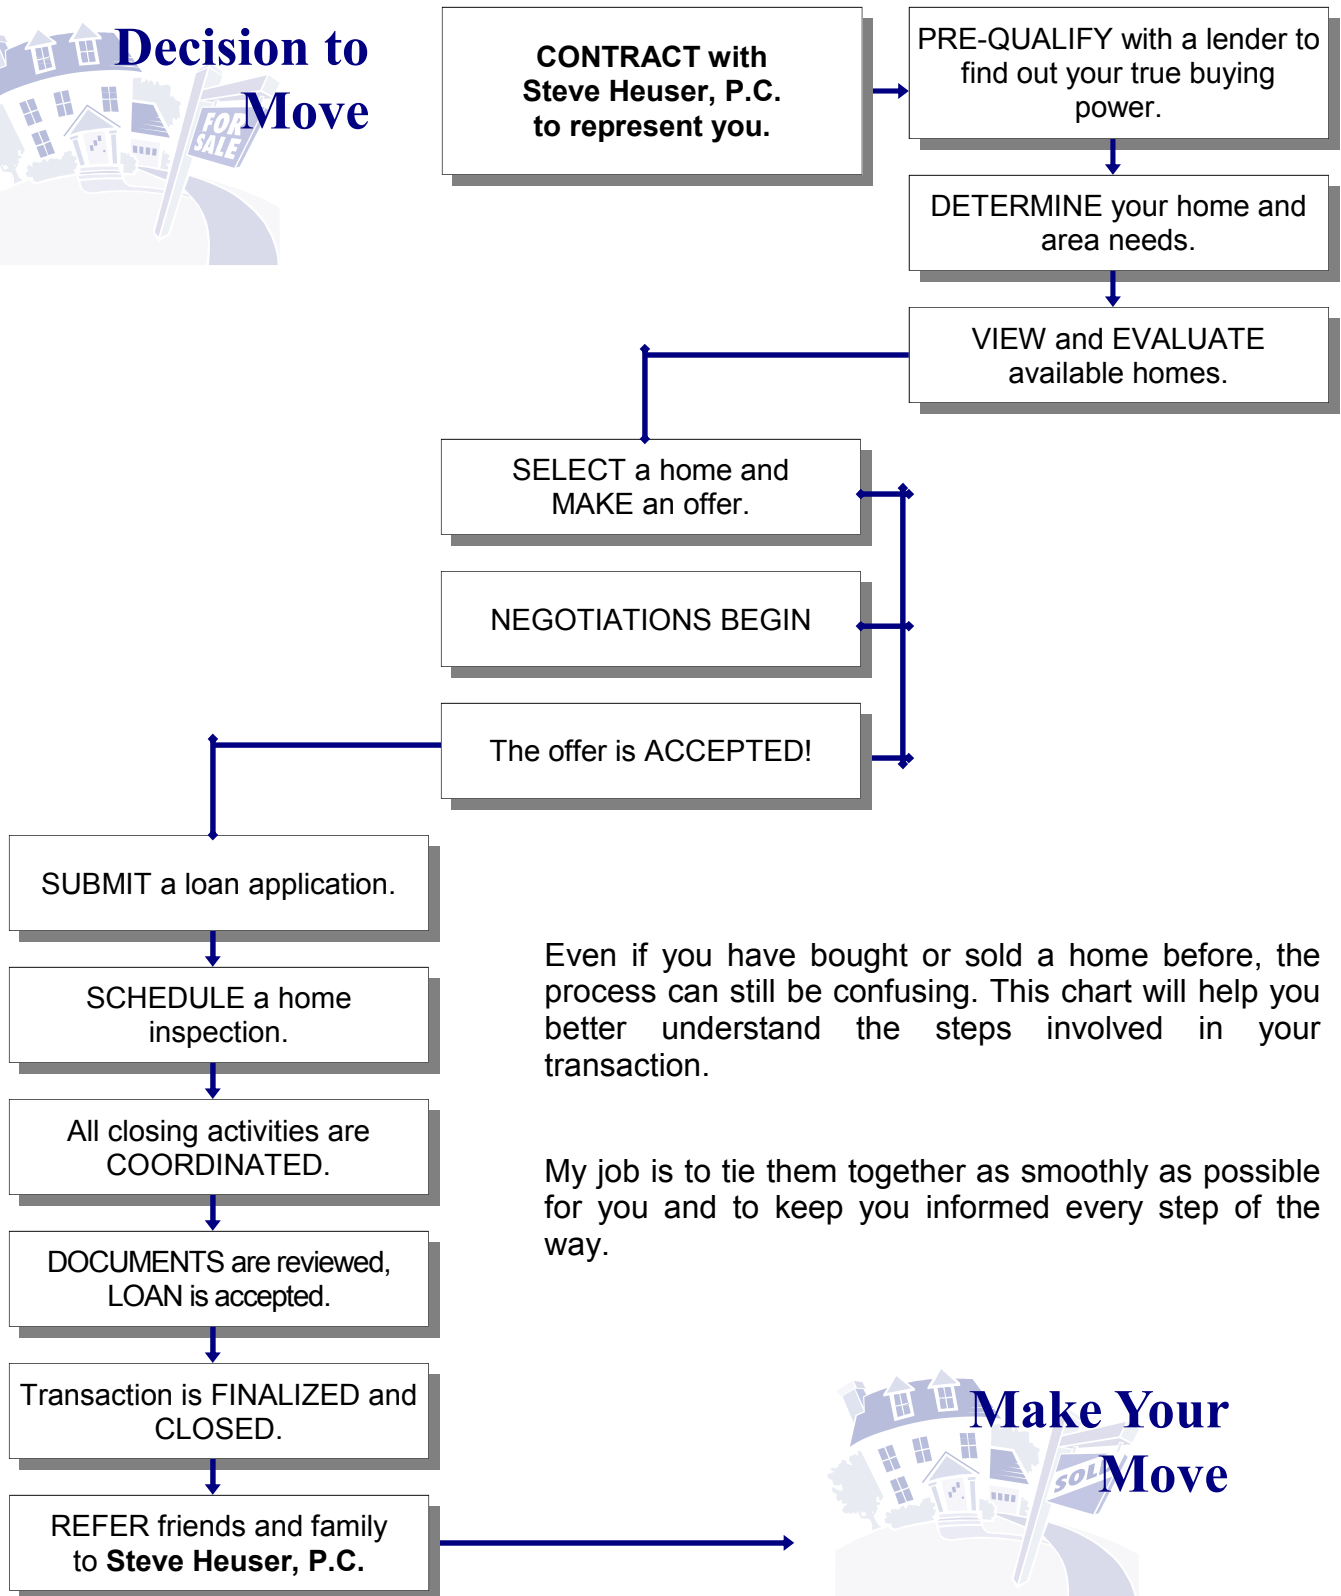 Decision to
Move
FOR
SALE
CONTRACT with
Steve Heuser, P.C.
to represent you.
PRE-QUALIFY with a lender to
find out your true buying
power.
DETERMINE your home and
area needs.
VIEW and EVALUATE
available homes.
SELECT a home and
MAKE an offer.
NEGOTIATIONS BEGIN
The offer is ACCEPTED!
SUBMIT a loan application.
SCHEDULE a home
inspection.
All closing activities are
COORDINATED.
DOCUMENTS are reviewed,
LOAN is accepted.
Transaction is FINALIZED and
CLOSED.
REFER friends and family
to Steve Heuser, P.C.
Even if you have bought or sold a home before, the
process can still be confusing. This chart will help you
better understand the steps involved in your
transaction.
My job is to tie them together as smoothly as possible
for you and to keep you informed every step of the
way.
Make Your
Move
SOLD